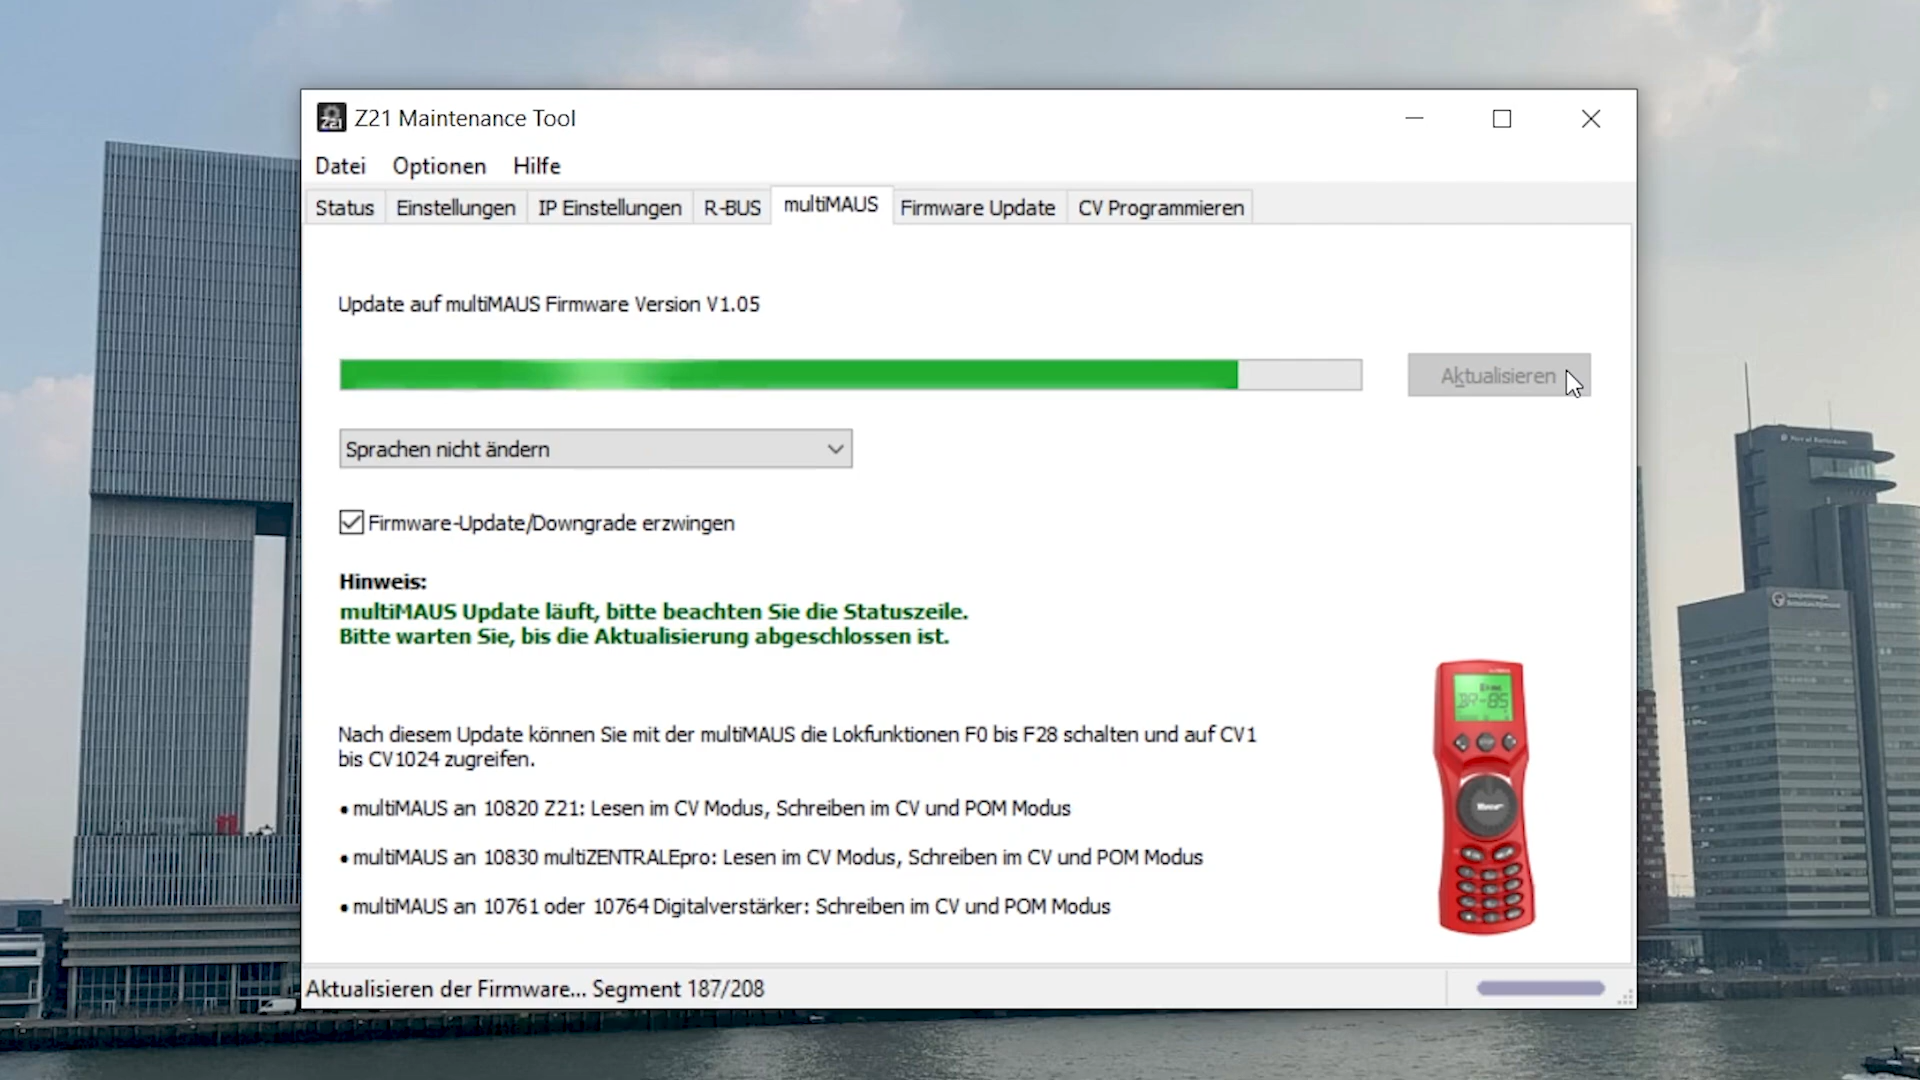 Z21 Maintenance Tool
Datei Optionen Hilfe
Status Einstellungen IP Einstellungen R-BUS multiMAUS Firmware Update CV Programmieren
Update auf multiMAUS Firmware Version V1.05
Aktualisieren
Sprachen nicht ändern
Firmware-Update/Downgrade erzwingen
Hinweis:
multiMAUS Update läuft, bitte beachten Sie die Statuszeile.
Bitte warten Sie, bis die Aktualisierung abgeschlossen ist.
Nach diesem Update können Sie mit der multiMAUS die Lokfunktionen F0 bis F28 schalten und auf CV1
bis CV1024 zugreifen.
• multiMAUS an 10820 Z21: Lesen im CV Modus, Schreiben im CV und POM Modus
• multiMAUS an 10830 multiZENTRALEpro: Lesen im CV Modus, Schreiben im CV und POM Modus
• multiMAUS an 10761 oder 10764 Digitalverstärker: Schreiben im CV und POM Modus
Aktualisieren der Firmware... Segment 187/208
Port of Rotterdam
BR-85